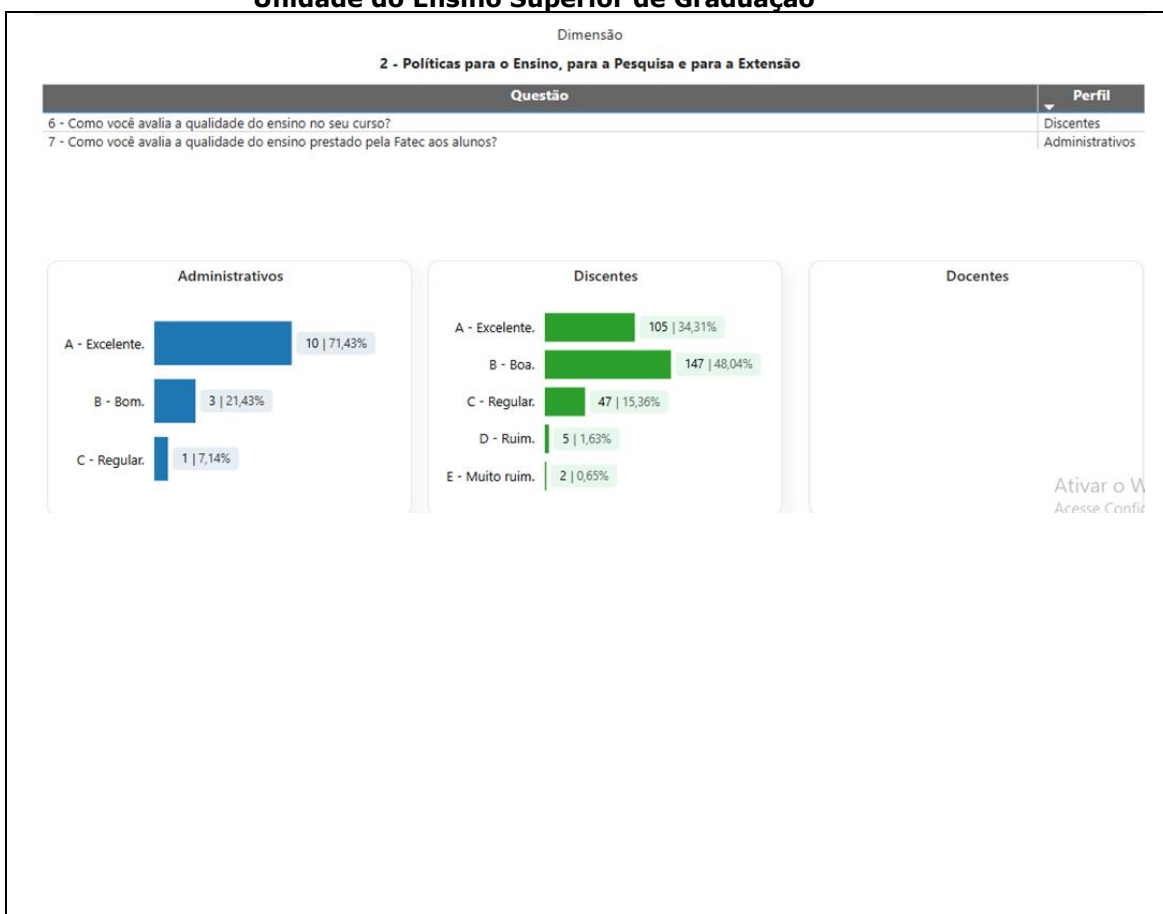 Unidade do Ensino Superior de Graduação
Dimensão
2 - Políticas para o Ensino, para a Pesquisa e para a Extensão
Questão Perfil
6 - Como você avalia a qualidade do ensino no seu curso? Discentes
7 - Como você avalia a qualidade do ensino prestado pela Fatec aos alunos? Administrativos
Administrativos
A - Excelente. 10 | 71,43%
B - Bom. 3 | 21,43%
C - Regular. 1 | 7,14%
Discentes
A - Excelente. 105 | 34,31%
B - Boa. 147 | 48,04%
C - Regular. 47 | 15,36%
D - Ruim. 5 | 1,63%
E - Muito ruim. 2 | 0,65%
Docentes
Ativar o W
Acesse Config